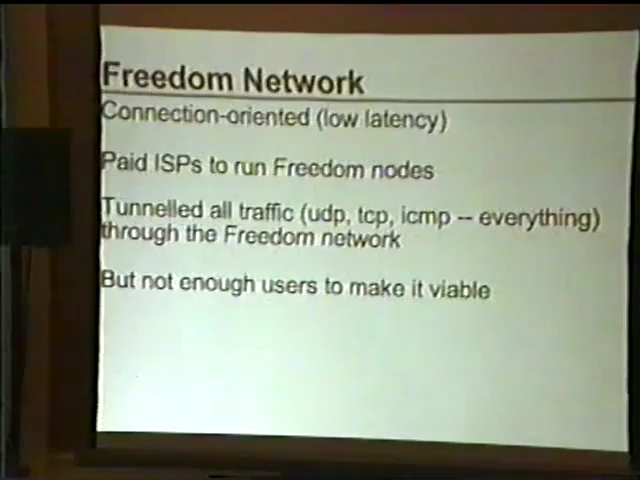 Freedom Network
Connection-oriented (low latency)
Paid ISPs to run Freedom nodes
Tunnelled all traffic (udp, tcp, icmp -- everything)
through the Freedom network
But not enough users to make it viable